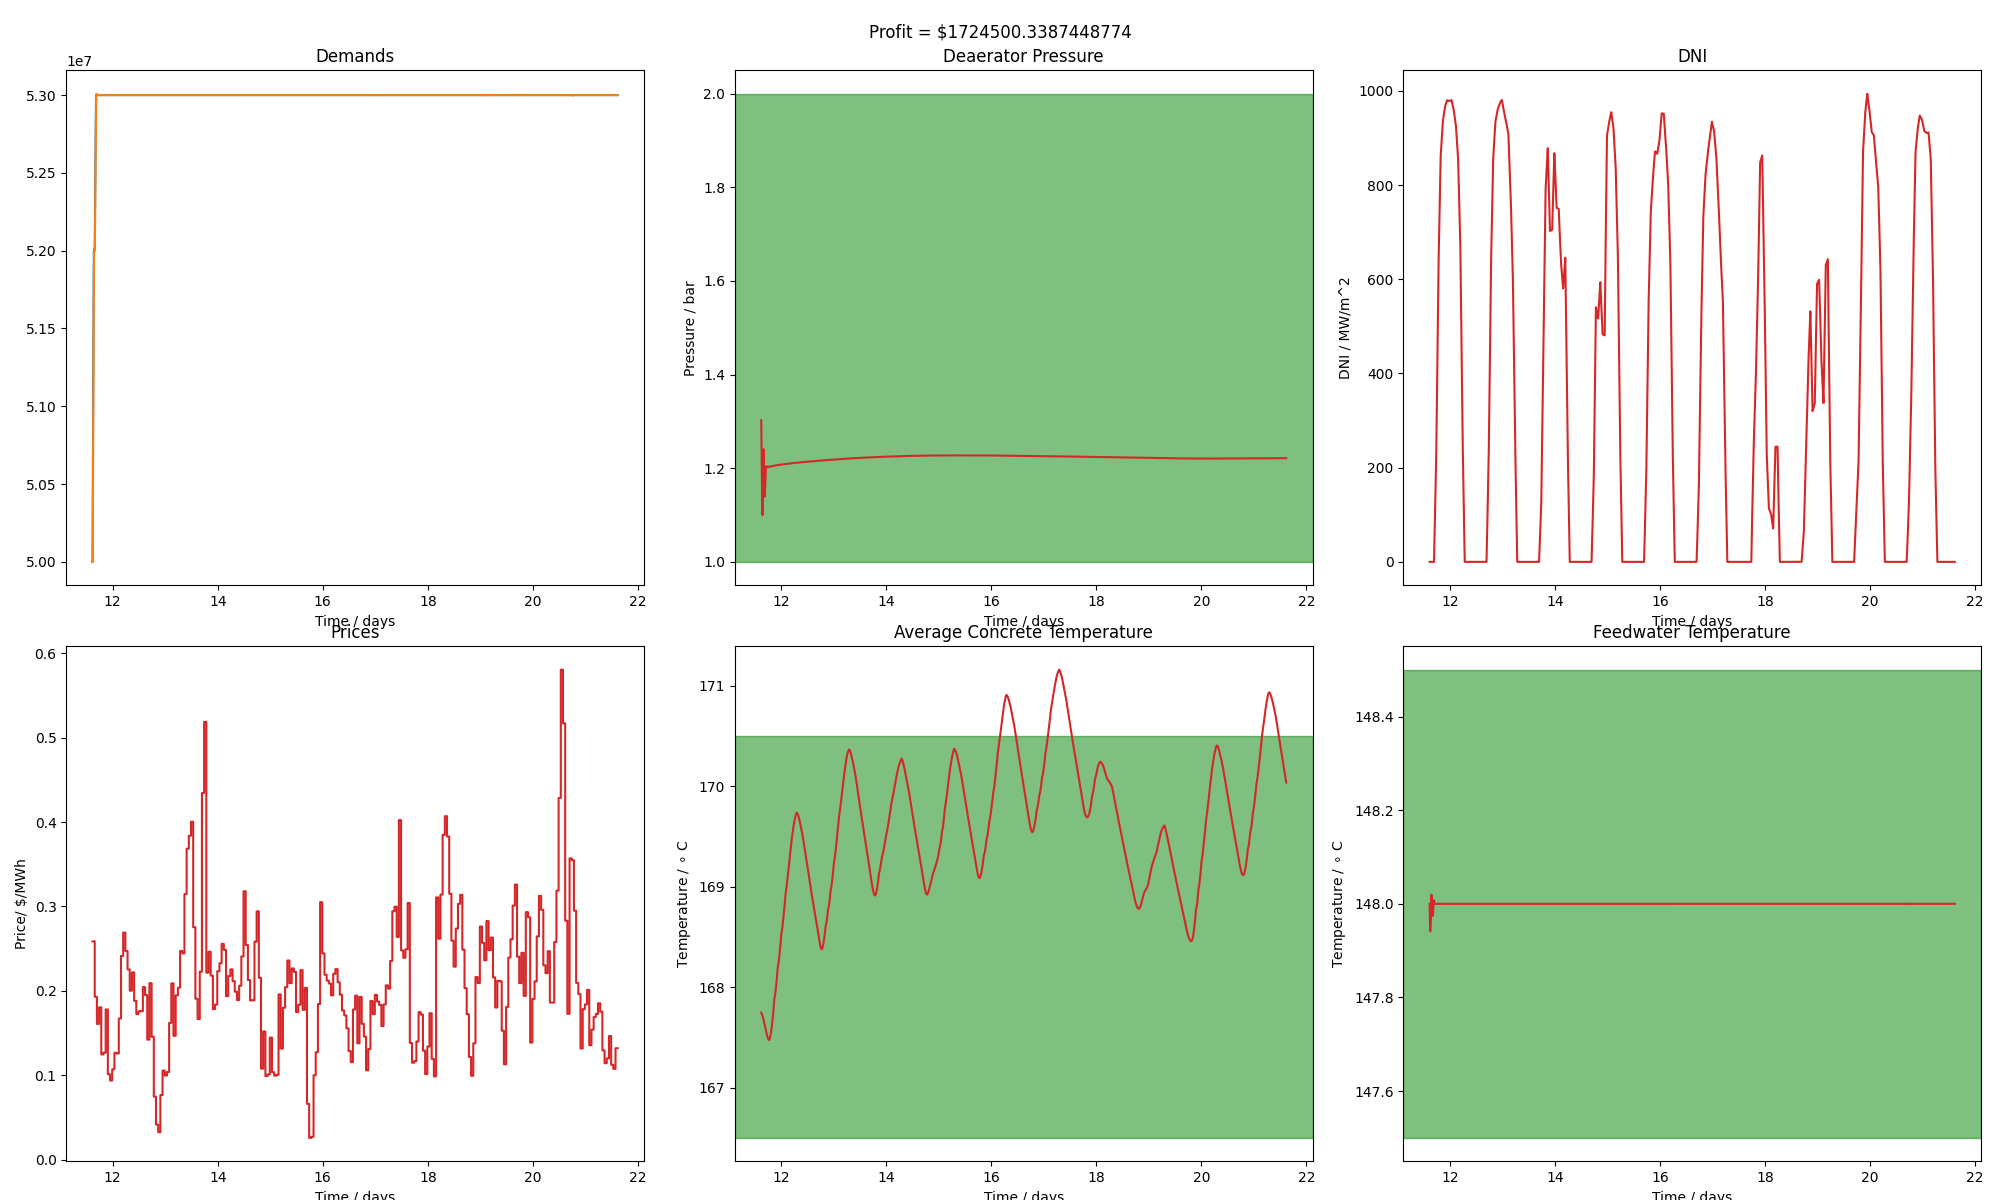 Profit = $1724500.3387448774
Demands
1e7
5.30
5.25
5.20
5.15
5.10
5.05
5.00
12 14 16 18 20 22
Time / days
Deaerator Pressure
Pressure / bar
2.0
1.8
1.6
1.4
1.2
1.0
12 14 16 18 20 22
Time / days
DNI
DNI / MW/m^2
1000
800
600
400
200
0
12 14 16 18 20 22
Time / days
Prices
Price/ $/MWh
0.6
0.5
0.4
0.3
0.2
0.1
0.0
12 14 16 18 20 22
Time / days
Average Concrete Temperature
Temperature / ∘ C
171
170
169
168
167
12 14 16 18 20 22
Time / days
Feedwater Temperature
Temperature / ∘ C
148.4
148.2
148.0
147.8
147.6
12 14 16 18 20 22
Time / days